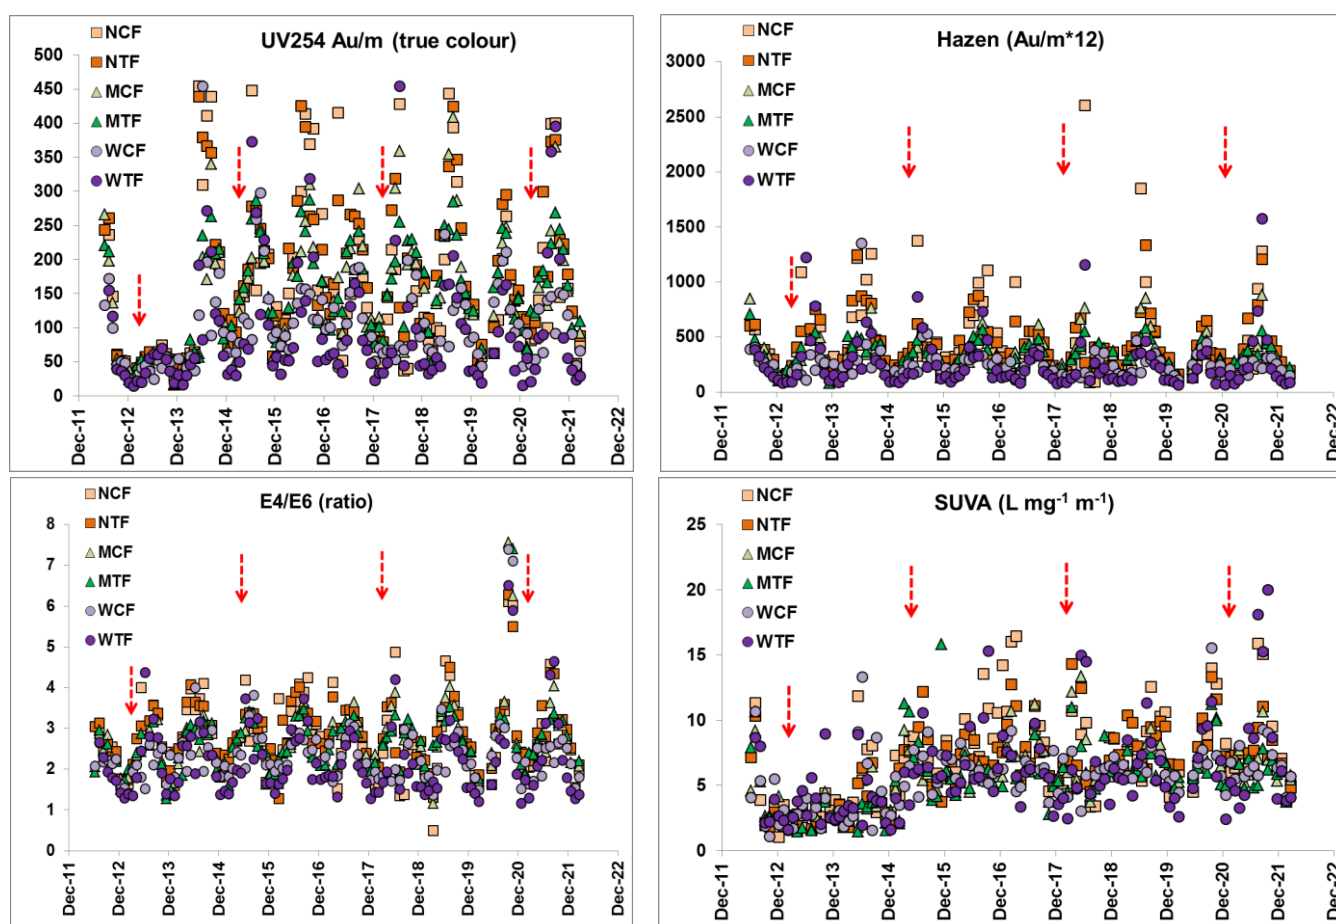 UV254 Au/m (true colour)
NCF
NTF
MCF
MTF
WCF
WTF
500
450
400
350
300
250
200
150
100
50
0
Dec-11
Dec-12
Dec-13
Dec-14
Dec-15
Dec-16
Dec-17
Dec-18
Dec-19
Dec-20
Dec-21
Dec-22
Hazen (Au/m*12)
NCF
NTF
MCF
MTF
WCF
WTF
3000
2500
2000
1500
1000
500
0
Dec-11
Dec-12
Dec-13
Dec-14
Dec-15
Dec-16
Dec-17
Dec-18
Dec-19
Dec-20
Dec-21
Dec-22
E4/E6 (ratio)
NCF
NTF
MCF
MTF
WCF
WTF
8
7
6
5
4
3
2
1
0
Dec-11
Dec-12
Dec-13
Dec-14
Dec-15
Dec-16
Dec-17
Dec-18
Dec-19
Dec-20
Dec-21
Dec-22
SUVA (L mg⁻¹ m⁻¹)
NCF
NTF
MCF
MTF
WCF
WTF
25
20
15
10
5
0
Dec-11
Dec-12
Dec-13
Dec-14
Dec-15
Dec-16
Dec-17
Dec-18
Dec-19
Dec-20
Dec-21
Dec-22